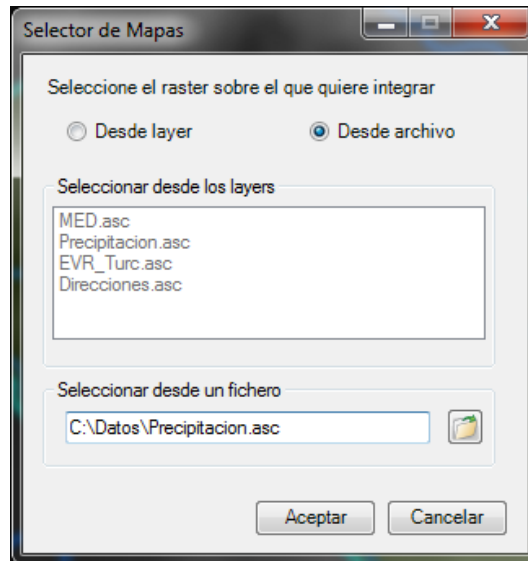 Selector de Mapas
Seleccione el raster sobre el que quiere integrar
Desde layer
Desde archivo
Seleccionar desde los layers
MED.asc
Precipitacion.asc
EVR_Turc.asc
Direcciones.asc
Seleccionar desde un fichero
C:\Datos\Precipitacion.asc
Aceptar
Cancelar